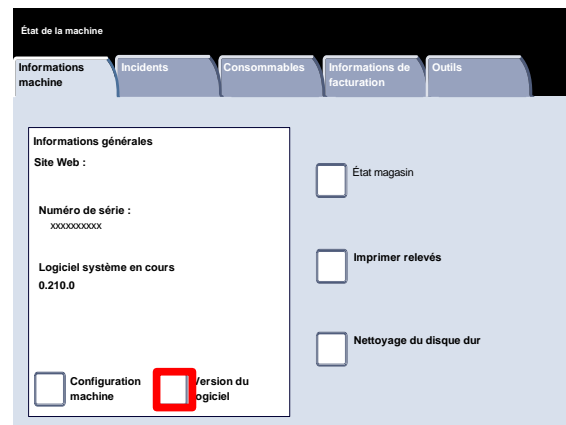 État de la machine
Informations machine
Incidents
Consommables
Informations de facturation
Outils
Informations générales
Site Web :
Numéro de série :
xxxxxxxxxx
Logiciel système en cours
0.210.0
Configuration machine
Version du
ogiciel
État magasin
Imprimer relevés
Nettoyage du disque dur